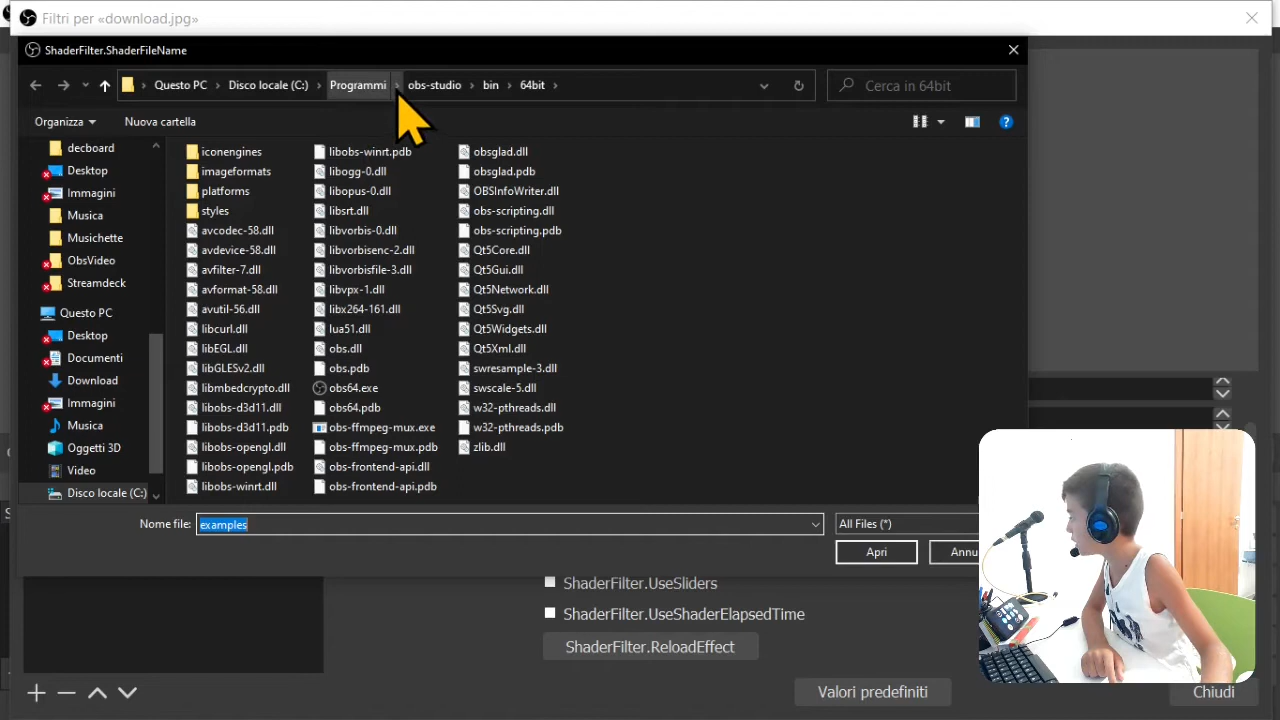 Filtri per «download.jpg»
ShaderFilter.ShaderFileName
Questo PC
Disco locale (C:)
Programmi
obs-studio
bin
64bit
Cerca in 64bit
Organizza
Nuova cartella
decboard
Desktop
Immagini
Musica
Musichette
ObsVideo
Streamdeck
Questo PC
Desktop
Documenti
Download
Immagini
Musica
Oggetti 3D
Video
Disco locale (C:)
iconengines
imageformats
platforms
styles
avcodec-58.dll
avdevice-58.dll
avfilter-7.dll
avformat-58.dll
avutil-56.dll
libcurl.dll
libEGL.dll
libGLESv2.dll
libmbedcrypto.dll
libobs-d3d11.dll
libobs-d3d11.pdb
libobs-opengl.dll
libobs-opengl.pdb
libobs-winrt.dll
libobs-winrt.pdb
libogg-0.dll
libopus-0.dll
libsrt.dll
libvorbis-0.dll
libvorbisenc-2.dll
libvorbisfile-3.dll
libvpx-1.dll
libx264-161.dll
lua51.dll
obs.dll
obs.pdb
obs64.exe
obs64.pdb
obs-ffmpeg-mux.exe
obs-ffmpeg-mux.pdb
obs-frontend-api.dll
obs-frontend-api.pdb
obsglad.dll
obsglad.pdb
OBSInfoWriter.dll
obs-scripting.dll
obs-scripting.pdb
Qt5Core.dll
Qt5Gui.dll
Qt5Network.dll
Qt5Svg.dll
Qt5Widgets.dll
Qt5Xml.dll
swresample-3.dll
swscale-5.dll
w32-pthreads.dll
w32-pthreads.pdb
zlib.dll
Nome file:
examples
All Files (*)
Apri
Annu
ShaderFilter.UseSliders
ShaderFilter.UseShaderElapsedTime
ShaderFilter.ReloadEffect
Valori predefiniti
Chiudi